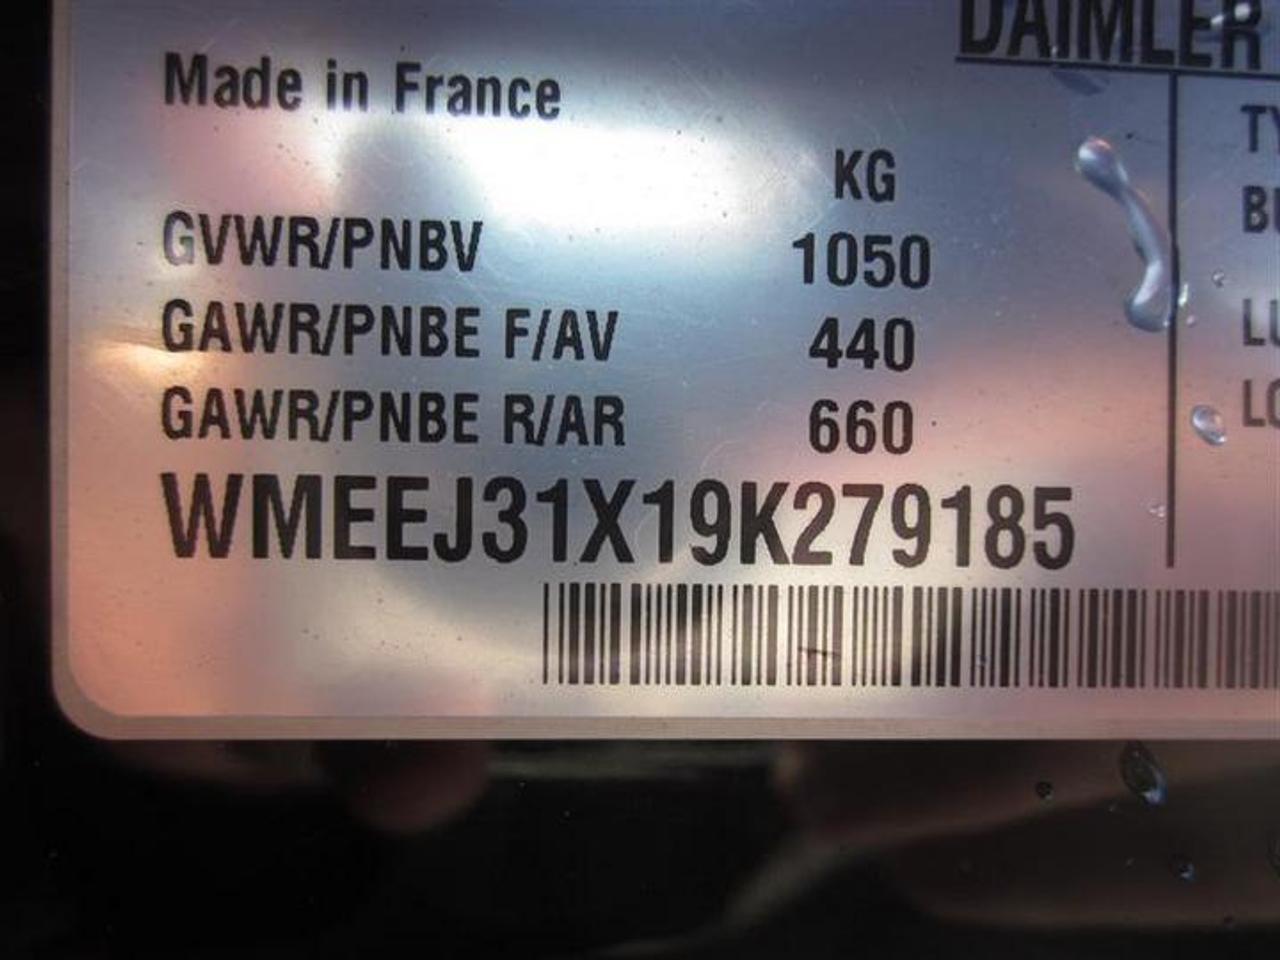 DAIMLER
Made in France
KG
GVWR/PNBV 1050
GAWR/PNBE F/AV 440
GAWR/PNBE R/AR 660
WMEEJ31X19K279185